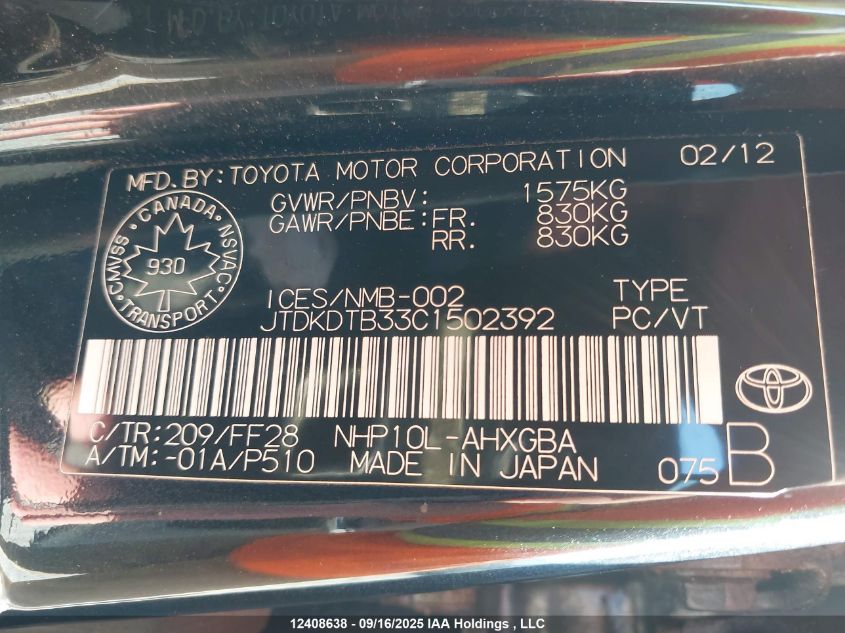 MFD. BY: TOYOTA MOTOR CORPORATION 02/12
GVWR/PNBV: 1575KG
GAWR/PNBE: FR. 830KG
RR. 830KG
CANADA
CMVSS NSVAC
930
TRANSPORT
ICES/NMB-002 TYPE
JTDKDTB33C1502392 PC/VT
C/TR: 209/FF28 NHP10L-AHXGBA
A/TM: -01A/P510 MADE IN JAPAN 075 B
12408638 - 09/16/2025 IAA Holdings , LLC